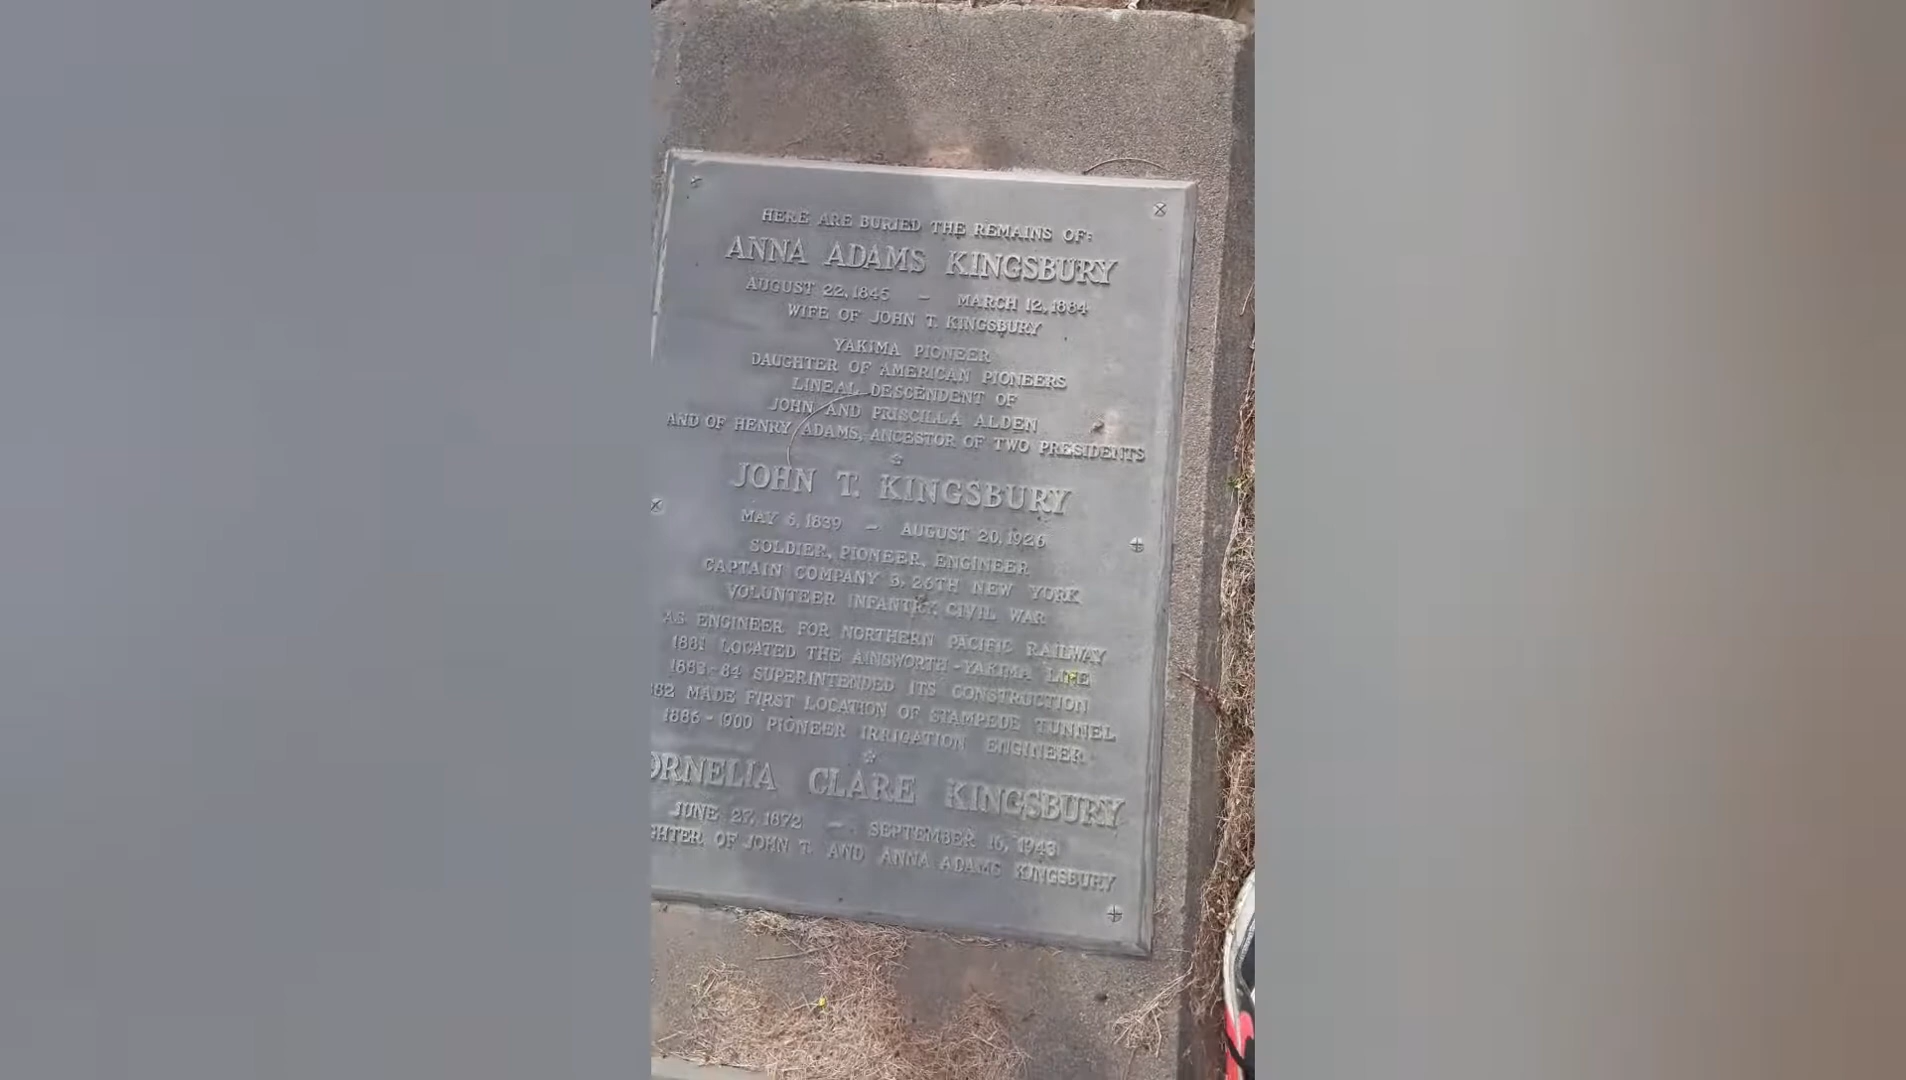 HERE ARE BURIED THE REMAINS OF:
ANNA ADAMS KINGSBURY
AUGUST 22, 1845 – MARCH 12, 1884
WIFE OF JOHN T. KINGSBURY
YAKIMA PIONEER
DAUGHTER OF AMERICAN PIONEERS
LINEAL DESCENDENT OF
JOHN AND PRISCILLA ALDEN
AND OF HENRY ADAMS, ANCESTOR OF TWO PRESIDENTS
JOHN T. KINGSBURY
MAY 6, 1839 – AUGUST 20, 1926
SOLDIER, PIONEER, ENGINEER
CAPTAIN COMPANY B, 26TH NEW YORK
VOLUNTEER INFANTRY, CIVIL WAR
AS ENGINEER FOR NORTHERN PACIFIC RAILWAY
1881 LOCATED THE AINSWORTH-YAKIMA LINE
1883-84 SUPERINTENDED ITS CONSTRUCTION
82 MADE FIRST LOCATION OF STAMPEDE TUNNEL
1886-1900 PIONEER IRRIGATION ENGINEER
ORNELIA CLARE KINGSBURY
JUNE 27, 1872 – SEPTEMBER 16, 1943
GHTER OF JOHN T. AND ANNA ADAMS KINGSBURY